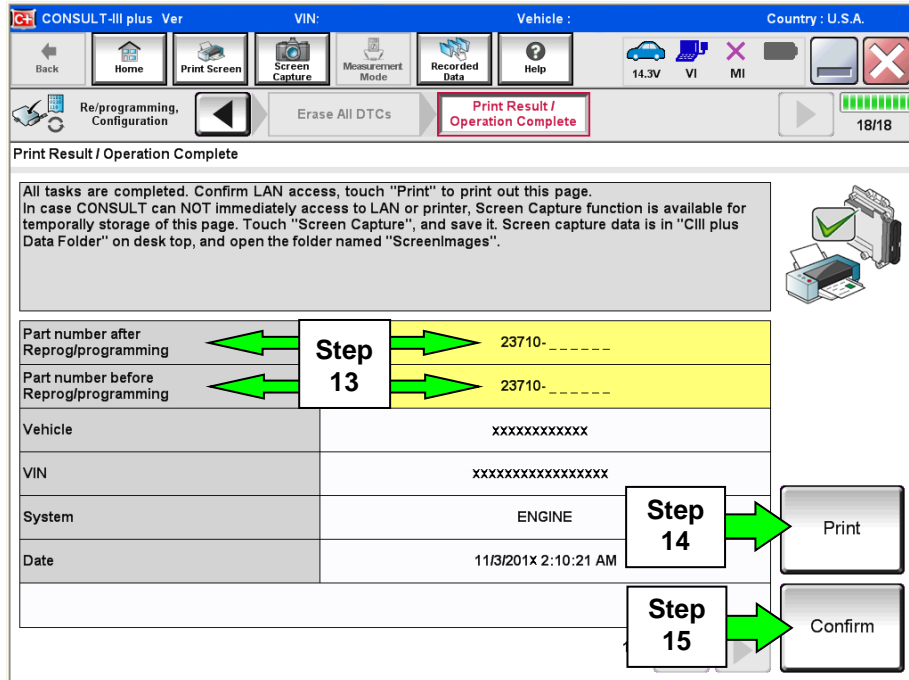 C+ CONSULT-III plus Ver VIN: Vehicle : Country : U.S.A.
Back Home Print Screen Screen Capture Measurement Mode Recorded Data Help 14.3V VI MI
Re/programming, Configuration Erase All DTCs Print Result / Operation Complete 18/18
Print Result / Operation Complete
All tasks are completed. Confirm LAN access, touch "Print" to print out this page.
In case CONSULT can NOT immediately access to LAN or printer, Screen Capture function is available for
temporally storage of this page. Touch "Screen Capture", and save it. Screen capture data is in "CIII plus
Data Folder" on desk top, and open the folder named "ScreenImages".
Part number after
Reprog/programming 23710-______
Step
13
Part number before
Reprog/programming 23710-______
Vehicle xxxxxxxxxxxx
VIN xxxxxxxxxxxxxxxxx
System ENGINE
Step
14
Print
Date 11/3/201x 2:10:21 AM
Step
15
Confirm